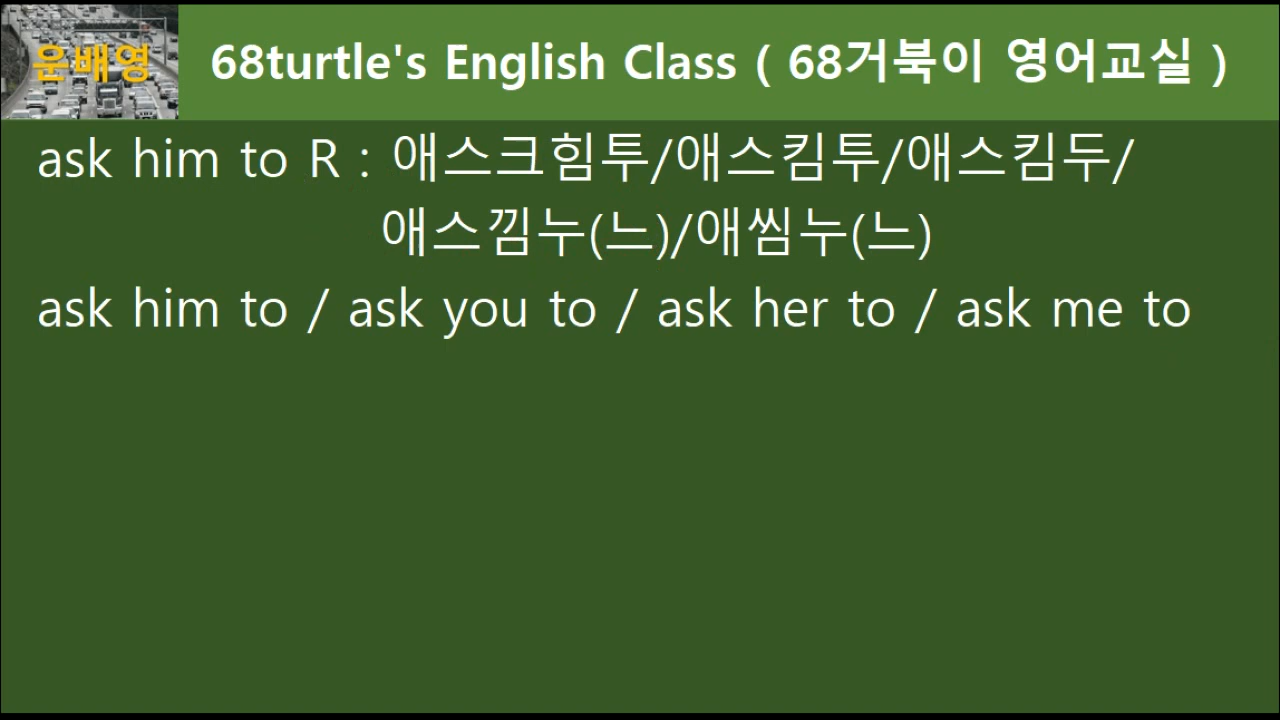 운배영
68turtle's English Class ( 68거북이 영어교실 )
ask him to R : 애스크힘투/애스킴투/애스킴두/
애스낌누(느)/애씸누(느)
ask him to / ask you to / ask her to / ask me to